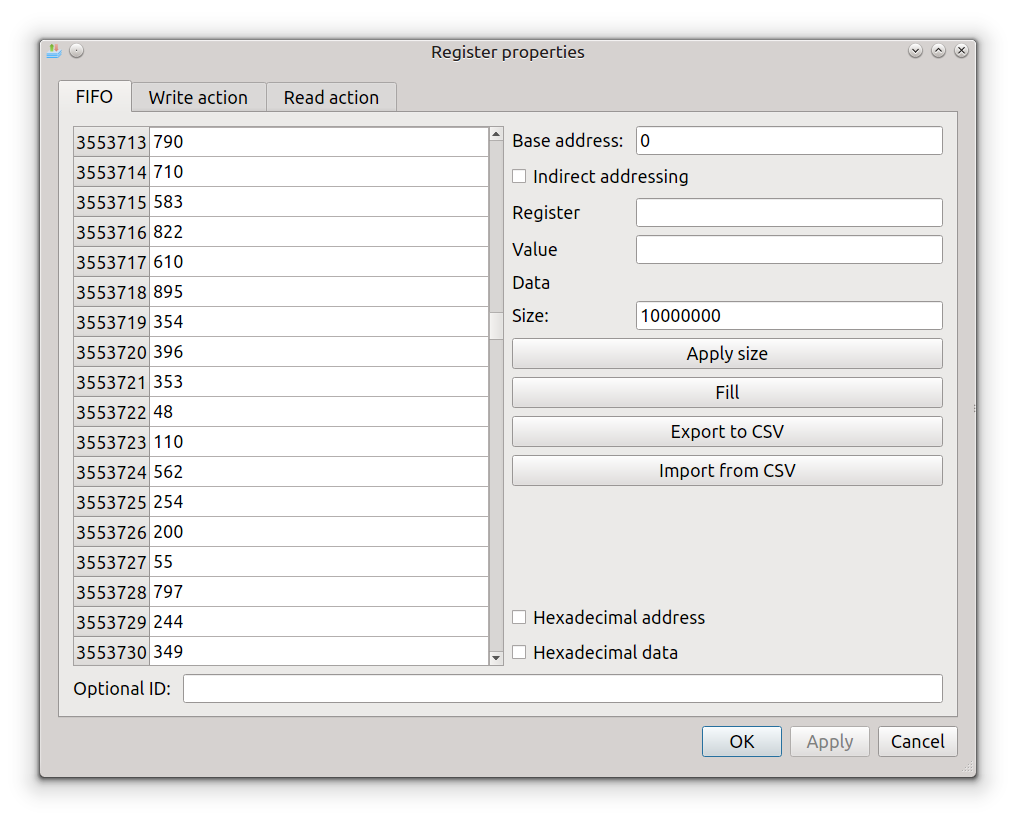 Register properties
FIFO Write action Read action
3553713 790
3553714 710
3553715 583
3553716 822
3553717 610
3553718 895
3553719 354
3553720 396
3553721 353
3553722 48
3553723 110
3553724 562
3553725 254
3553726 200
3553727 55
3553728 797
3553729 244
3553730 349
Base address: 0
Indirect addressing
Register
Value
Data
Size: 10000000
Apply size
Fill
Export to CSV
Import from CSV
Hexadecimal address
Hexadecimal data
Optional ID:
OK Apply Cancel